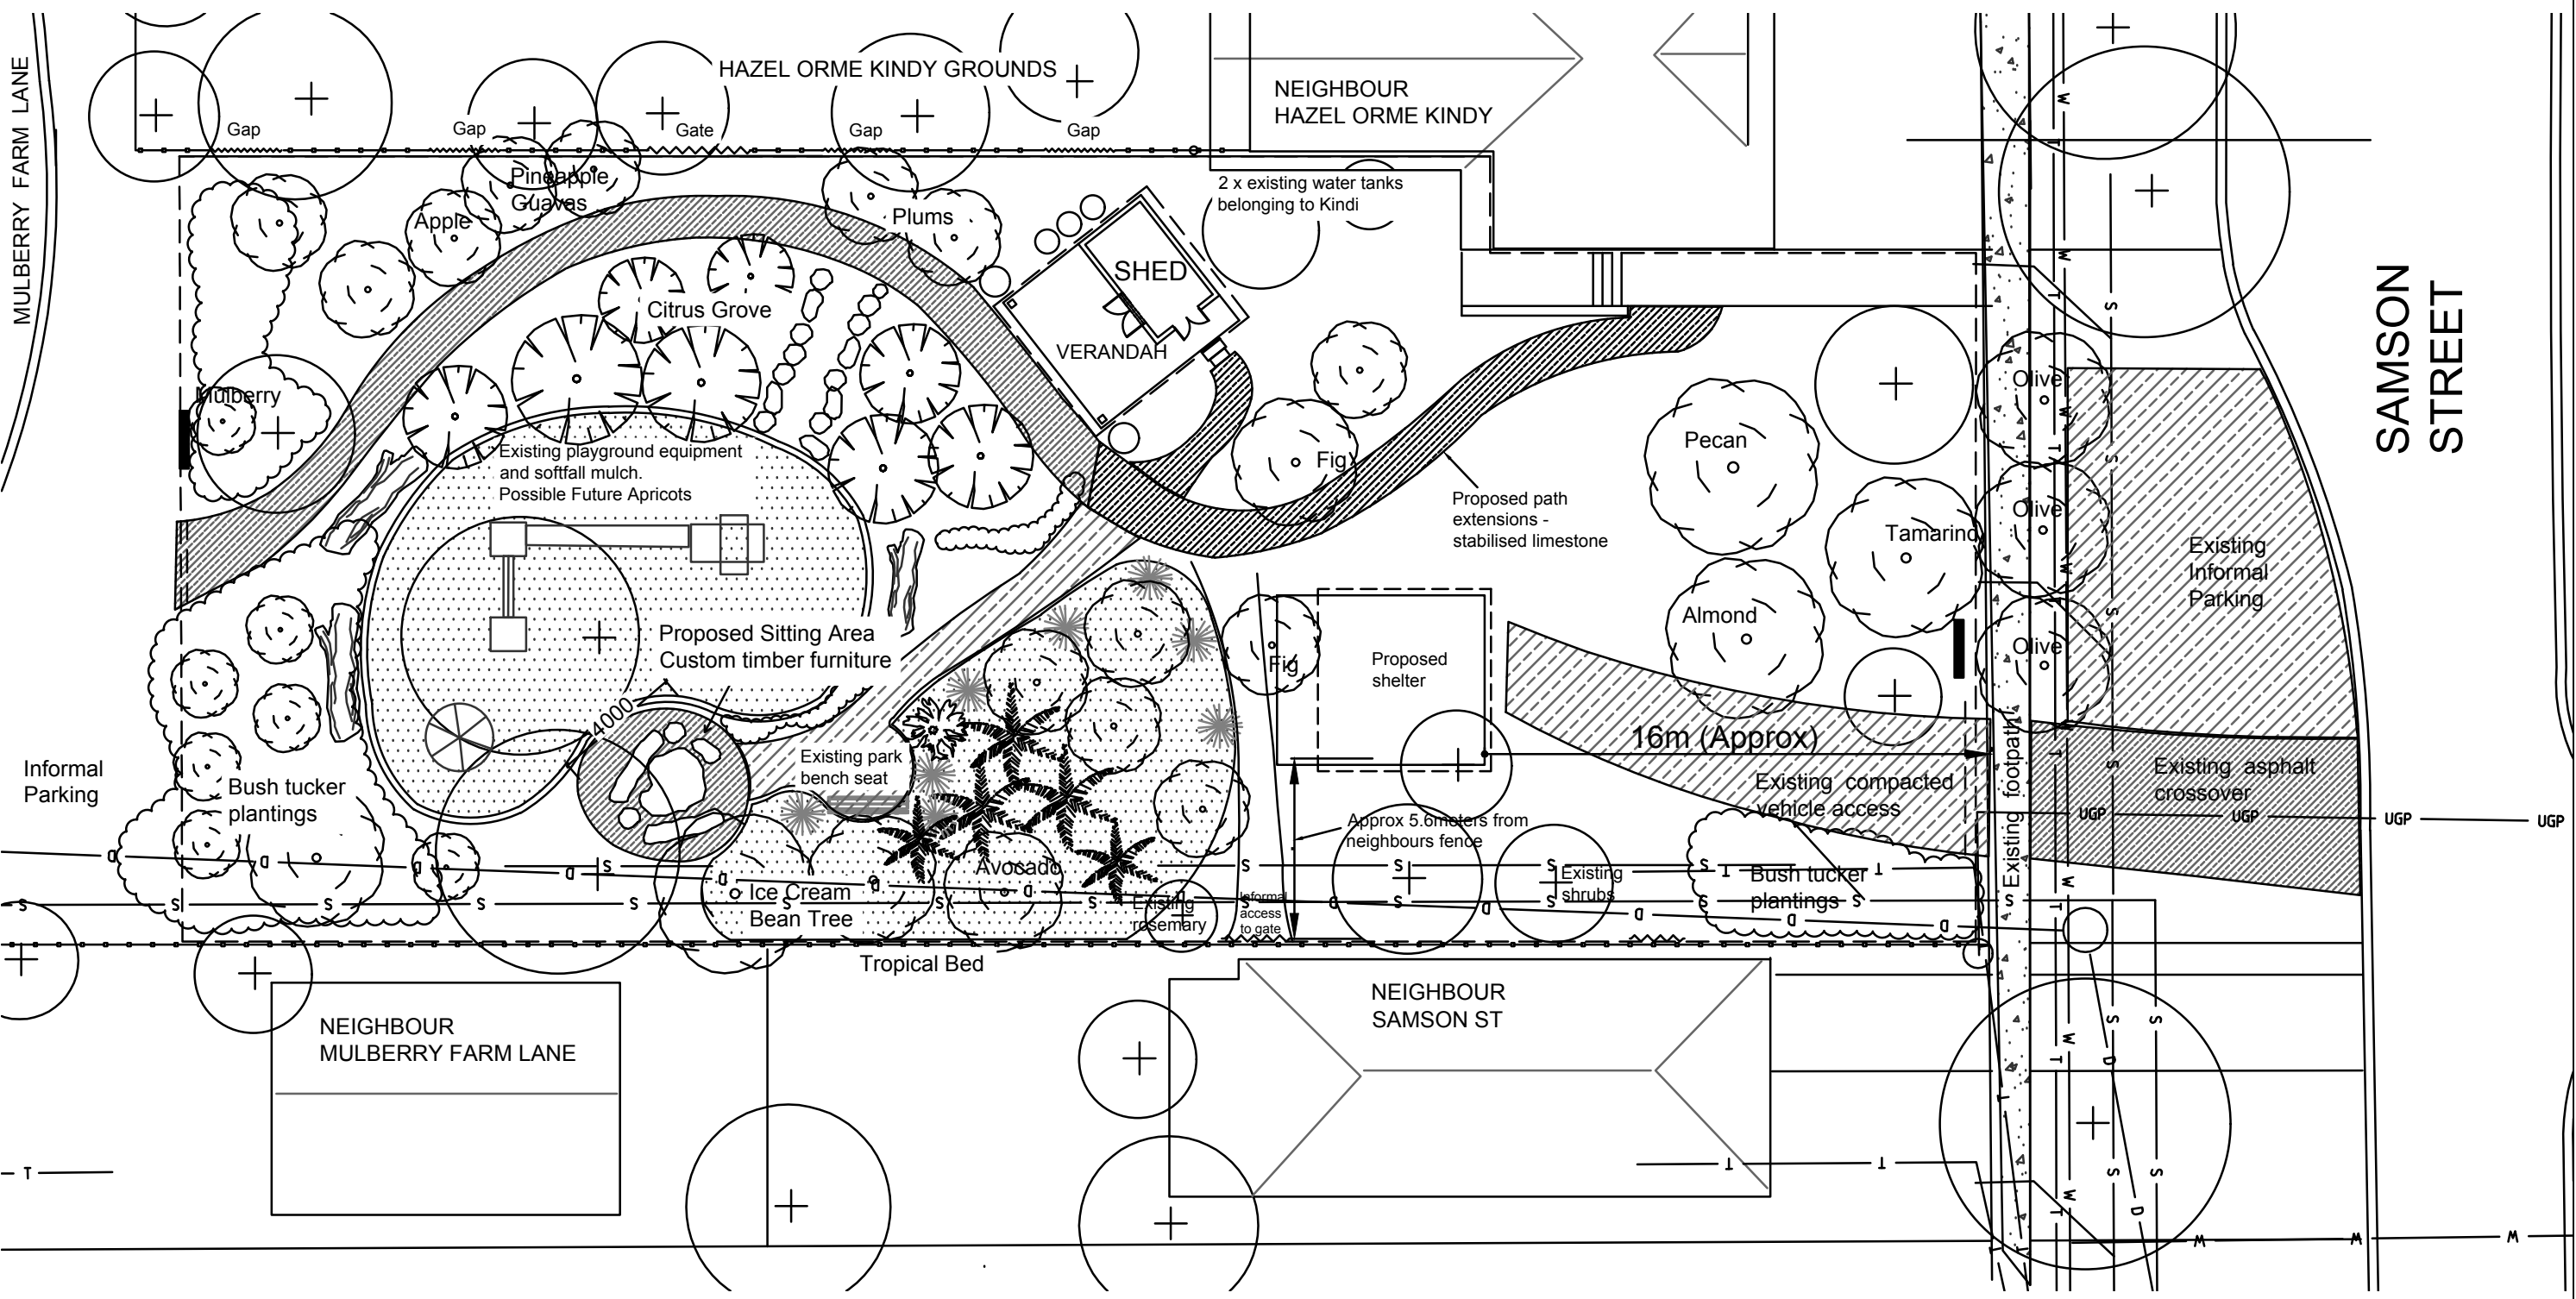 MULBERRY FARM LANE
HAZEL ORME KINDY GROUNDS
Gap
Gap
Gate
Gap
Gap
NEIGHBOUR
HAZEL ORME KINDY
2 x existing water tanks
belonging to Kindi
Pineapple
Guavas
Apple
Plums
SHED
VERANDAH
Citrus Grove
Mulberry
Existing playground equipment
and softfall mulch.
Possible Future Apricots
Fig
Proposed path
extensions -
stabilised limestone
Pecan
Tamarind
Almond
Olive
Olive
Olive
Existing
Informal
Parking
SAMSON
STREET
Proposed Sitting Area
Custom timber furniture
4000
Fig
Proposed
shelter
16m (Approx)
Existing compacted
vehicle access
Existing footpath
Existing asphalt
crossover
UGP
UGP
UGP
UGP
Informal
Parking
Bush tucker
plantings
Existing park
bench seat
Approx 5.6meters from
neighbours fence
Avocado
Ice Cream
Bean Tree
Existing
rosemary
Informal
access
to gate
Existing
shrubs
Bush tucker
plantings
Tropical Bed
NEIGHBOUR
MULBERRY FARM LANE
NEIGHBOUR
SAMSON ST